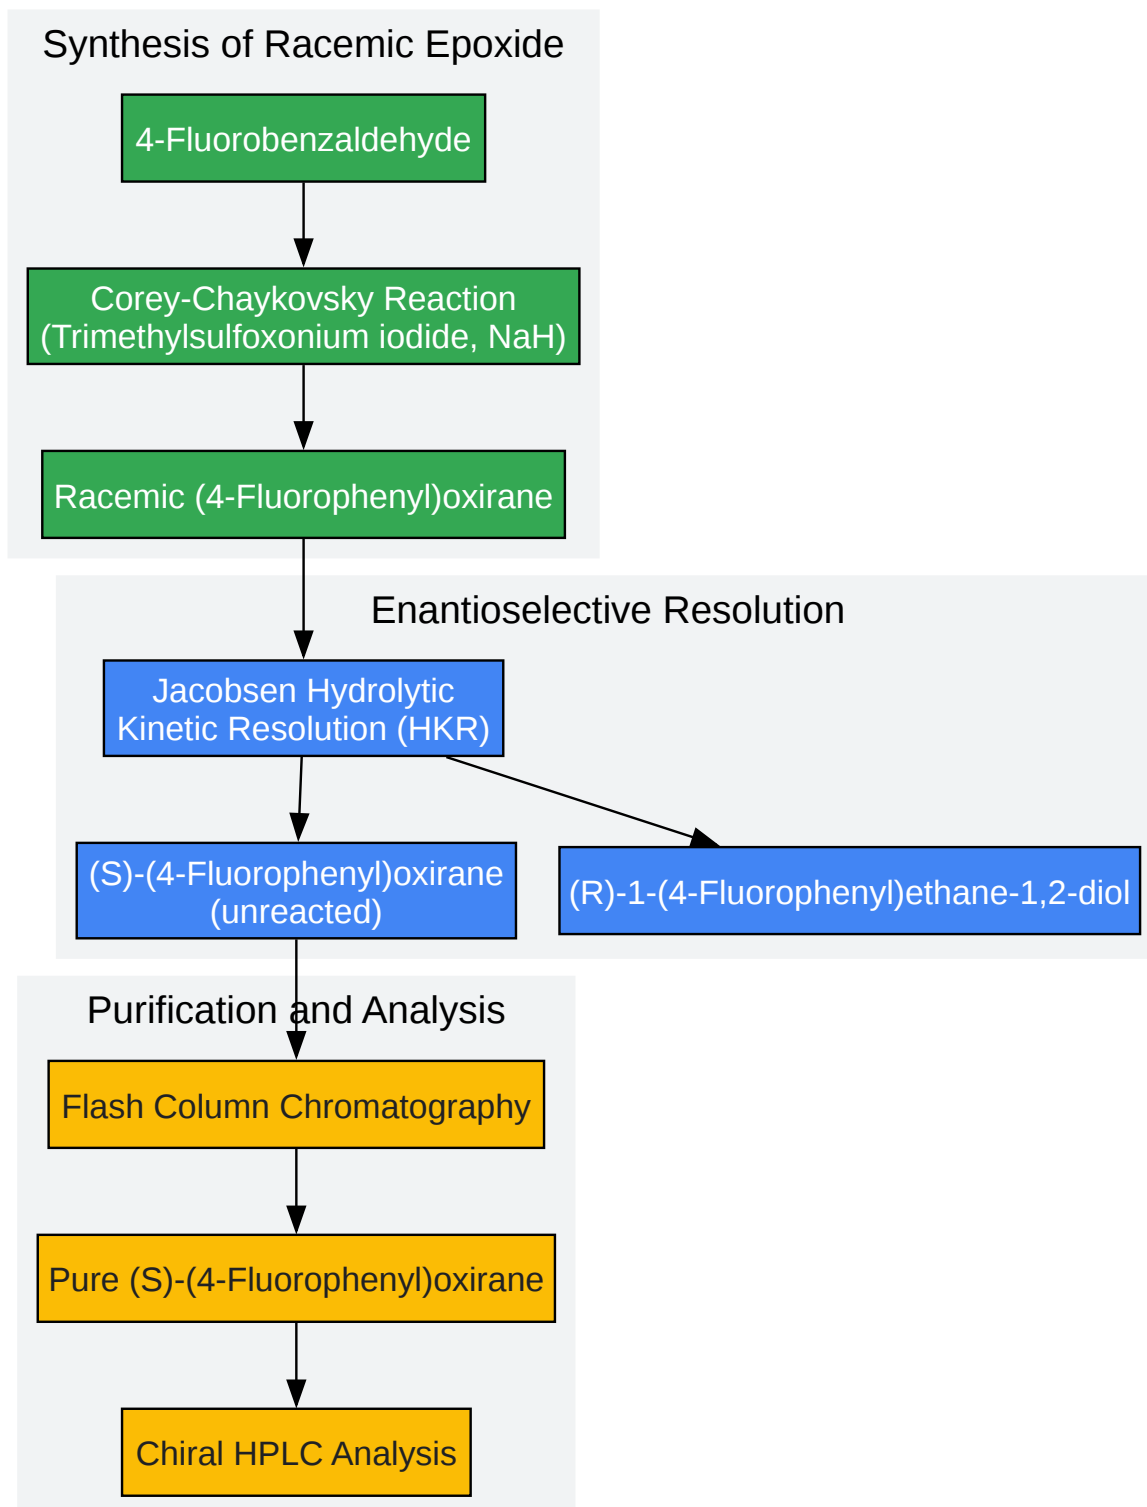 Synthesis of Racemic Epoxide
4-Fluorobenzaldehyde
Corey-Chaykovsky Reaction
(Trimethylsulfoxonium iodide, NaH)
Racemic (4-Fluorophenyl)oxirane
Enantioselective Resolution
Jacobsen Hydrolytic
Kinetic Resolution (HKR)
(S)-(4-Fluorophenyl)oxirane
(unreacted)
(R)-1-(4-Fluorophenyl)ethane-1,2-diol
Purification and Analysis
Flash Column Chromatography
Pure (S)-(4-Fluorophenyl)oxirane
Chiral HPLC Analysis